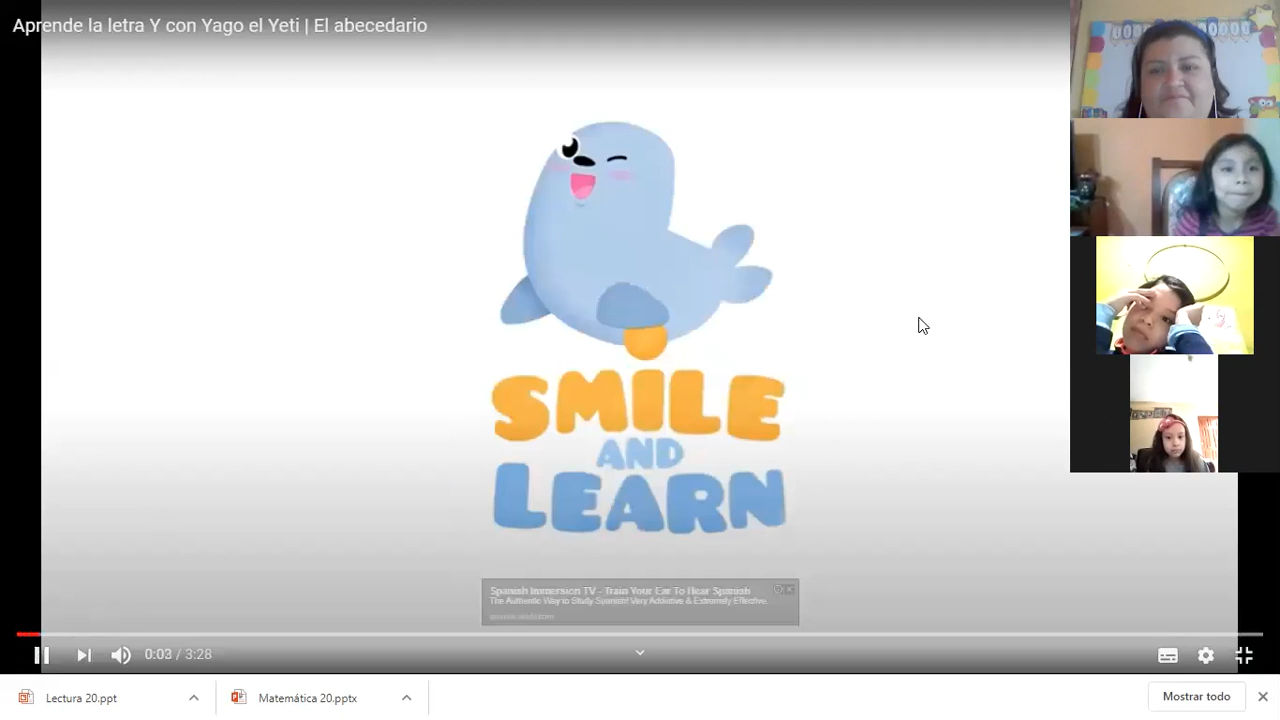 Aprende la letra Y con Yago el Yeti | El abecedario
SMILE
AND
LEARN
Spanish Immersion TV - Train Your Ear To Hear Spanish
The Authentic Way to Study Spanish! Very Addictive & Extremely Effective.
0:03 / 3:28
Lectura 20.ppt
Matemática 20.pptx
Mostrar todo